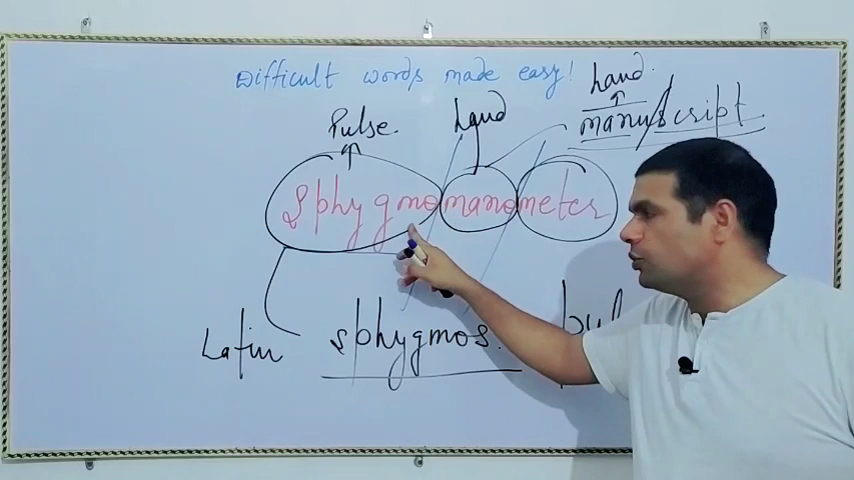 Difficult words made easy!
hand.
Pulse. hand manuscript
Sphygmomanometer
Latin sphygmos.